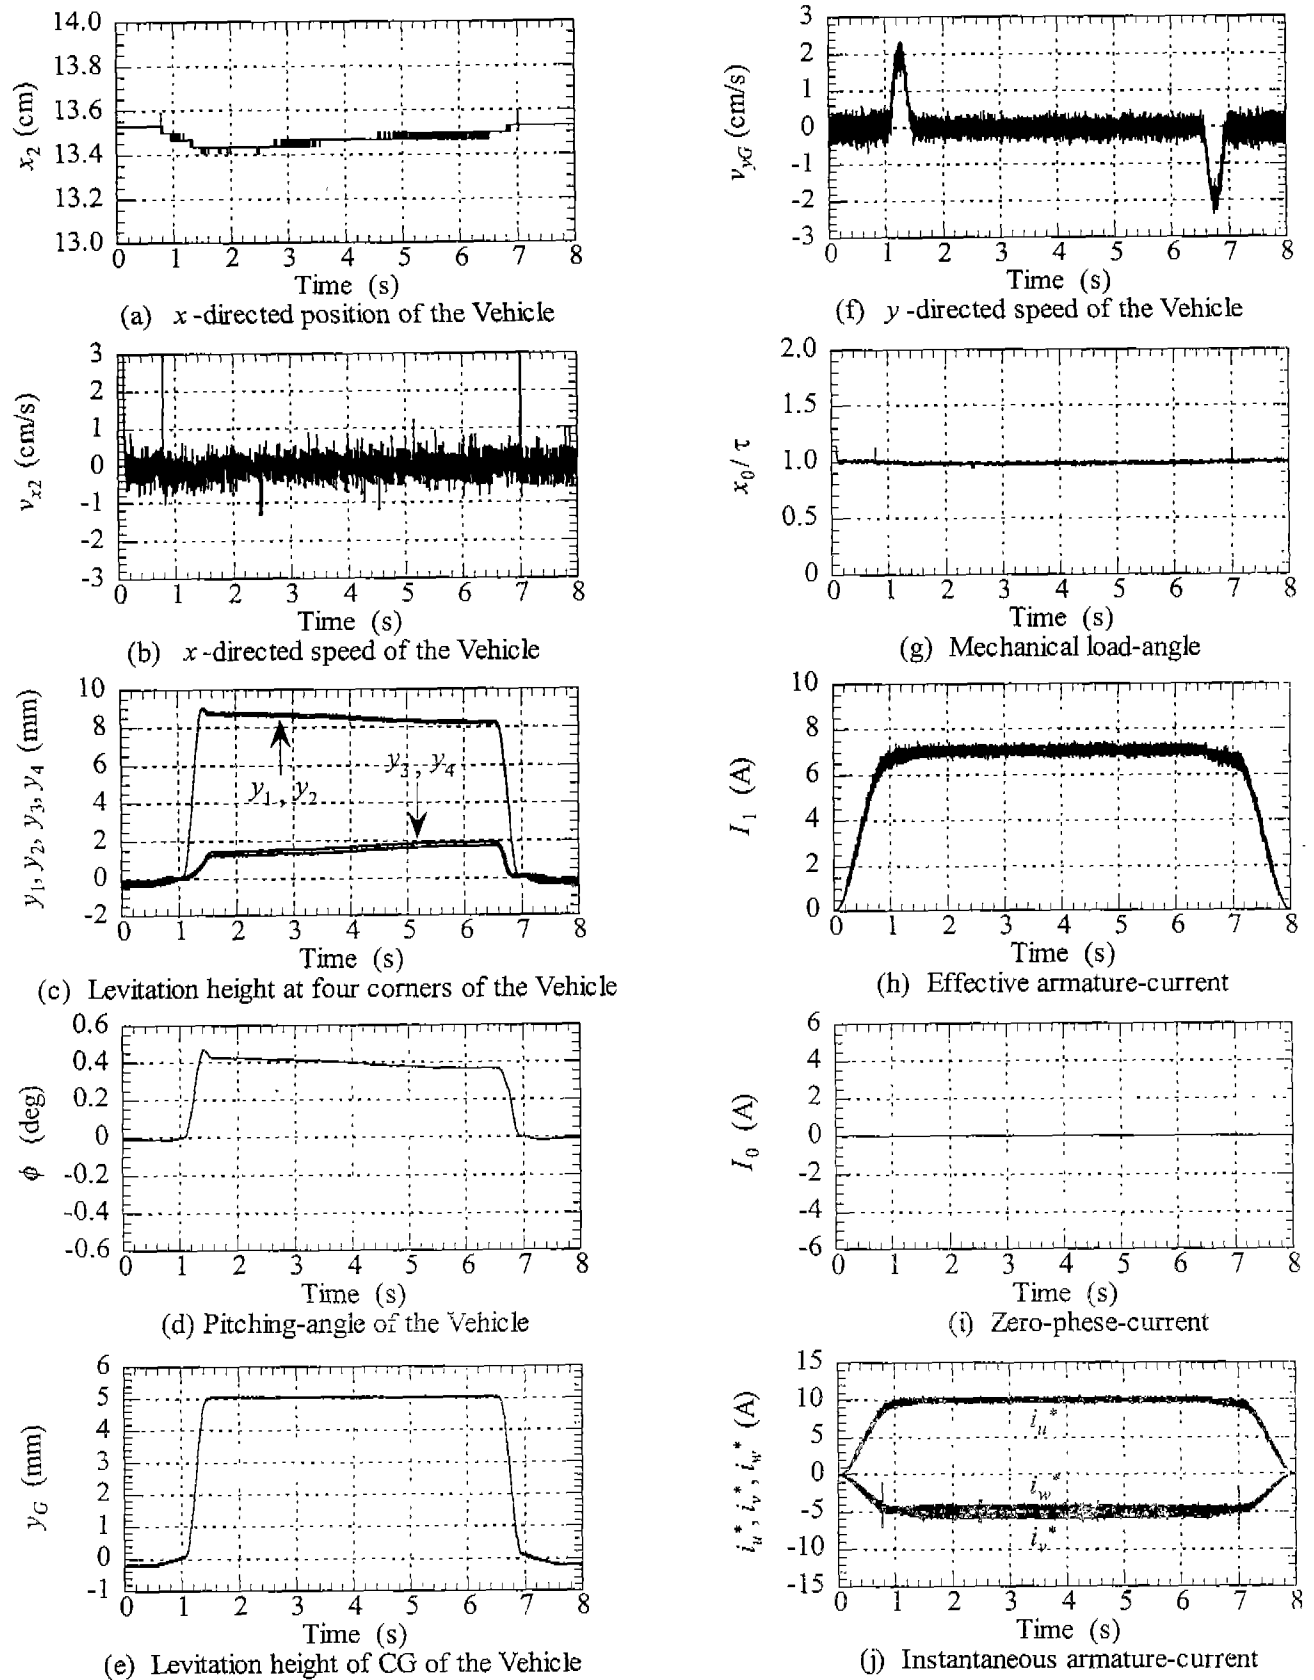 14.0
13.8
13.6
13.4
13.2
13.0
x2 (cm)
0 1 2 3 4 5 6 7 8
Time (s)
(a) x -directed position of the Vehicle
3
2
1
0
-1
-2
-3
vx2 (cm/s)
0 1 2 3 4 5 6 7 8
Time (s)
(b) x -directed speed of the Vehicle
10
8
6
4
2
0
-2
y1, y2, y3, y4 (mm)
y3 , y4
y1 , y2
0 1 2 3 4 5 6 7 8
Time (s)
(c) Levitation height at four corners of the Vehicle
0.6
0.4
0.2
0
-0.2
-0.4
-0.6
ϕ (deg)
0 1 2 3 4 5 6 7 8
Time (s)
(d) Pitching-angle of the Vehicle
6
5
4
3
2
1
0
-1
yG (mm)
0 1 2 3 4 5 6 7 8
Time (s)
(e) Levitation height of CG of the Vehicle
3
2
1
0
-1
-2
-3
vyG (cm/s)
0 1 2 3 4 5 6 7 8
Time (s)
(f) y -directed speed of the Vehicle
2.0
1.5
1.0
0.5
0
x0/ τ
0 1 2 3 4 5 6 7 8
Time (s)
(g) Mechanical load-angle
10
8
6
4
2
0
I1 (A)
0 1 2 3 4 5 6 7 8
Time (s)
(h) Effective armature-current
6
4
2
0
-2
-4
-6
I0 (A)
0 1 2 3 4 5 6 7 8
Time (s)
(i) Zero-phese-current
15
10
5
0
-5
-10
-15
iu*, iv*, iw* (A)
iu*
iw*
iv*
0 1 2 3 4 5 6 7 8
Time (s)
(j) Instantaneous armature-current